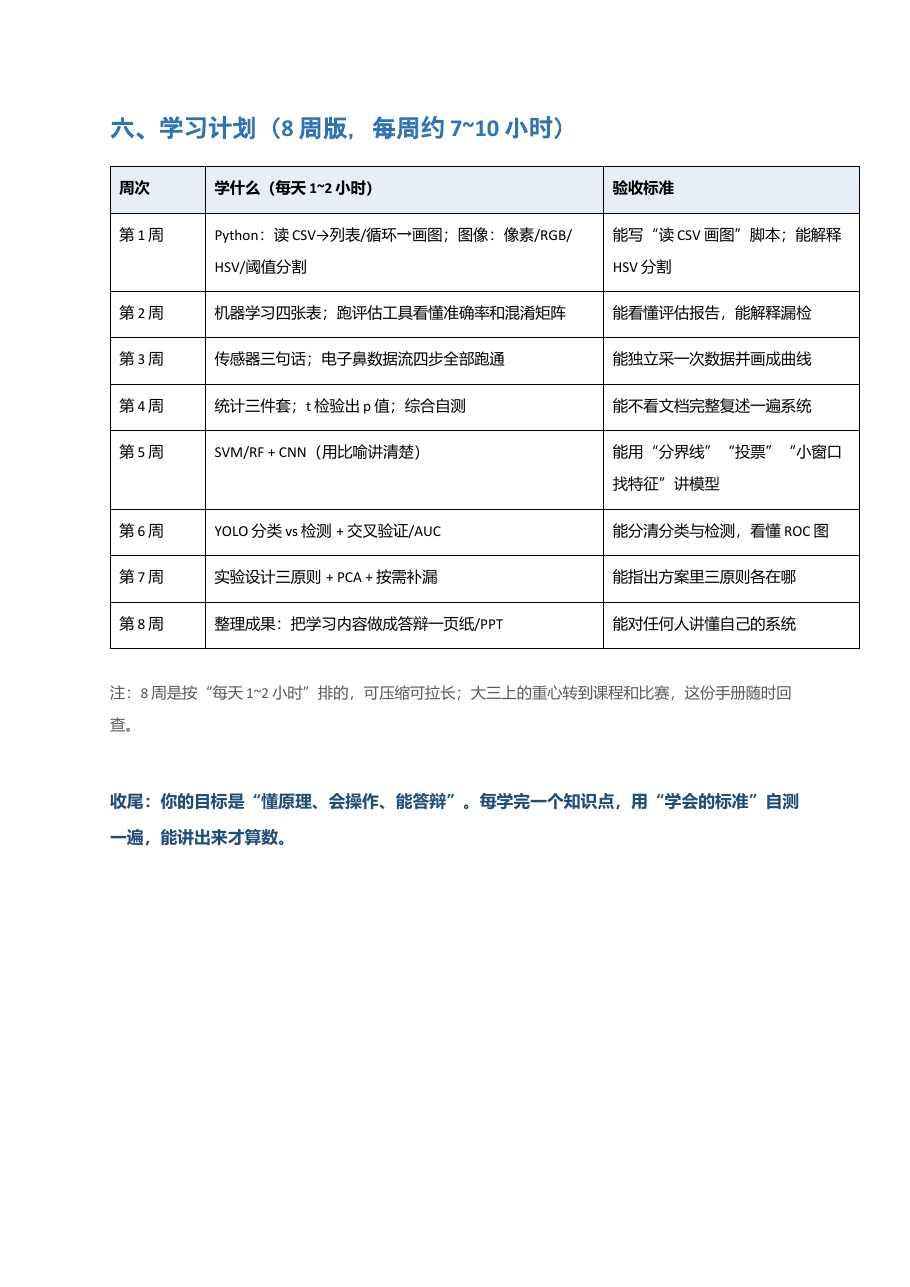 六、学习计划（8 周版，每周约 7~10 小时）
周次 学什么（每天 1~2 小时） 验收标准
第 1 周 Python：读 CSV→列表/循环→画图；图像：像素/RGB/ 能写“读 CSV 画图”脚本；能解释
HSV/阈值分割 HSV 分割
第 2 周 机器学习四张表；跑评估工具看懂准确率和混淆矩阵 能看懂评估报告，能解释漏检
第 3 周 传感器三句话；电子鼻数据流四步全部跑通 能独立采一次数据并画成曲线
第 4 周 统计三件套；t 检验出 p 值；综合自测 能不看文档完整复述一遍系统
第 5 周 SVM/RF + CNN（用比喻讲清楚） 能用“分界线”“投票”“小窗口
找特征”讲模型
第 6 周 YOLO 分类 vs 检测 + 交叉验证/AUC 能分清分类与检测，看懂 ROC 图
第 7 周 实验设计三原则 + PCA + 按需补漏 能指出方案里三原则各在哪
第 8 周 整理成果：把学习内容做成答辩一页纸/PPT 能对任何人讲懂自己的系统
注：8 周是按“每天 1~2 小时”排的，可压缩可拉长；大三上的重心转到课程和比赛，这份手册随时回
查。
收尾：你的目标是“懂原理、会操作、能答辩”。每学完一个知识点，用“学会的标准”自测
一遍，能讲出来才算数。